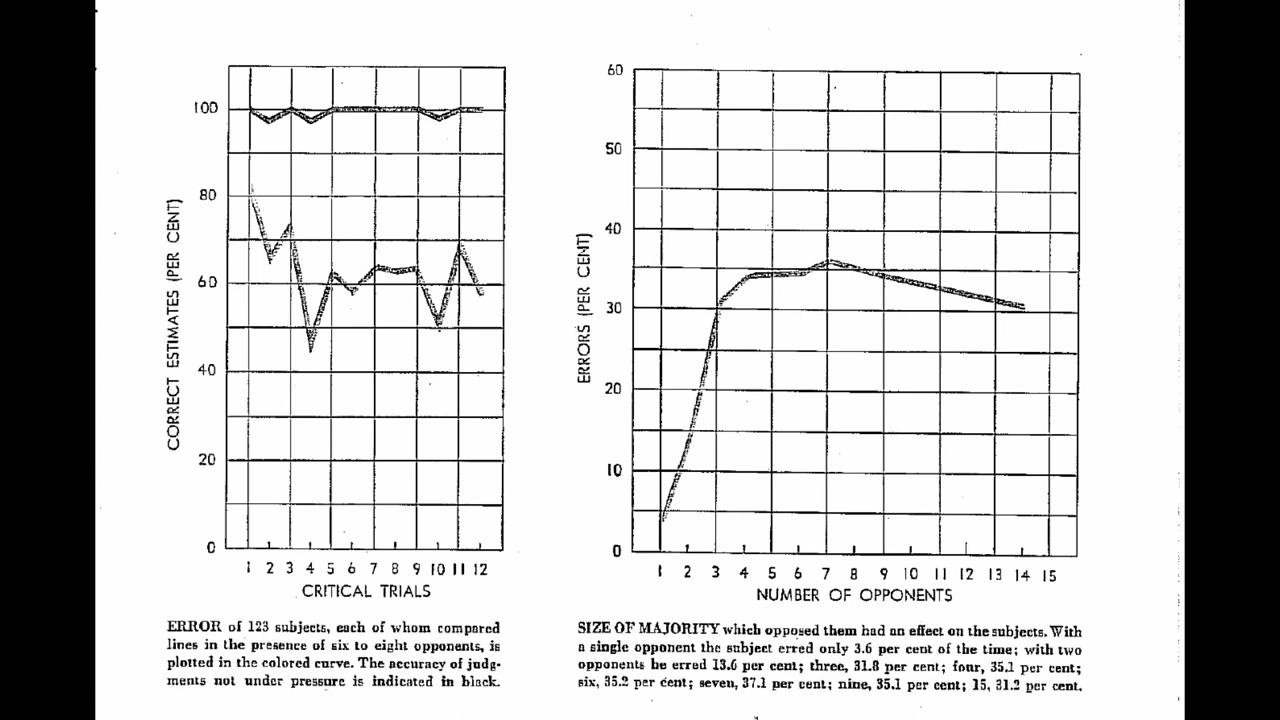 100
80
60
40
20
0
CORRECT ESTIMATES (PER CENT)
1 2 3 4 5 6 7 8 9 10 11 12
CRITICAL TRIALS
ERROR of 123 subjects, each of whom compared
lines in the presence of six to eight opponents, is
plotted in the colored curve. The accuracy of judg-
ments not under pressure is indicated in black.
60
50
40
30
20
10
0
ERRORS (PER CENT)
1 2 3 4 5 6 7 8 9 10 11 12 13 14 15
NUMBER OF OPPONENTS
SIZE OF MAJORITY which opposed them had an effect on the subjects. With
a single opponent the subject erred only 3.6 per cent of the time; with two
opponents he erred 13.6 per cent; three, 31.8 per cent; four, 35.1 per cent;
six, 35.2 per cent; seven, 37.1 per cent; nine, 35.1 per cent; 15, 31.2 per cent.